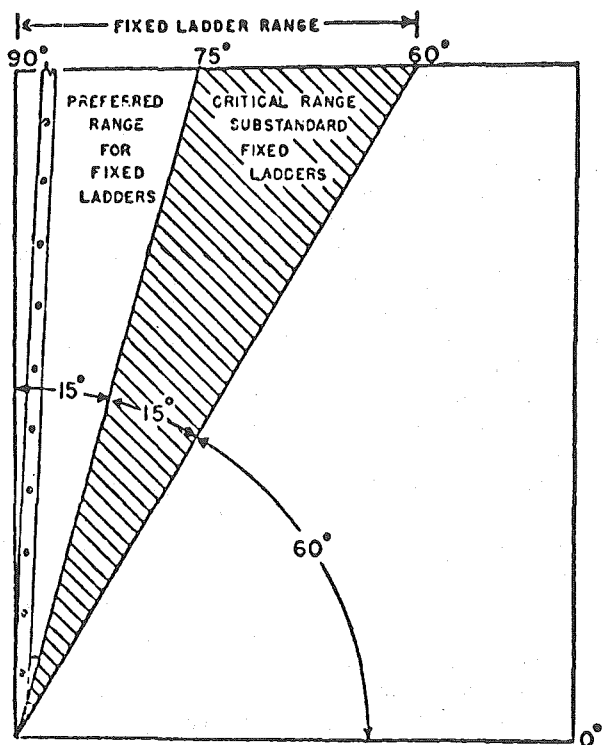 FIXED LADDER RANGE
90° 75° 60°
PREFERRED
RANGE
FOR
FIXED
LADDERS
CRITICAL RANGE
SUBSTANDARD
FIXED
LADDERS
15°
15°
60°
0°